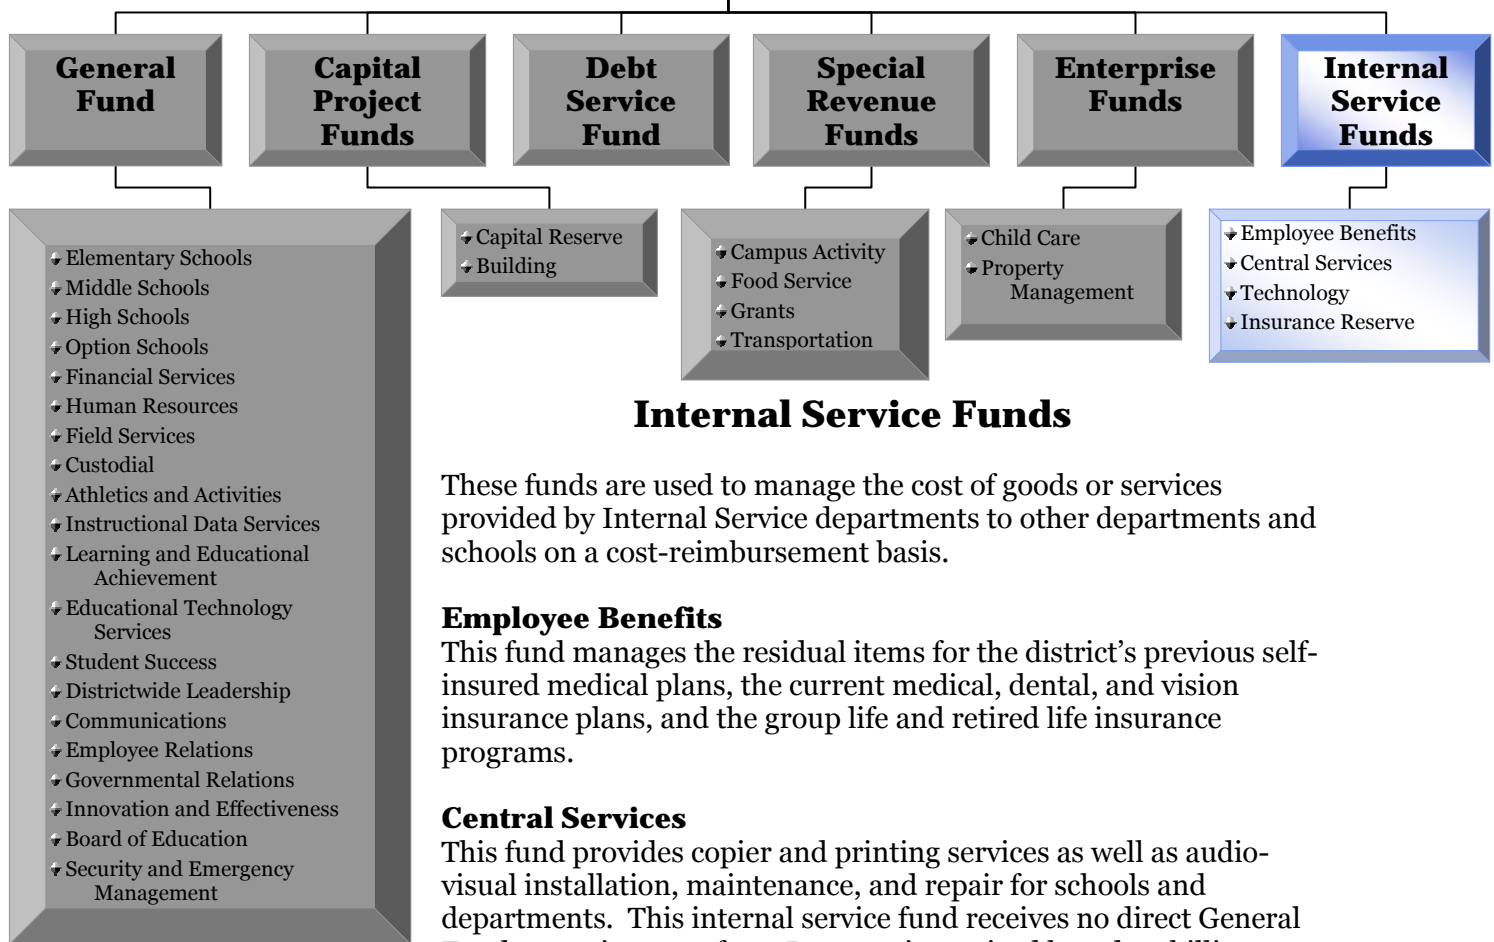 General
Fund
Capital
Project
Funds
Debt
Service
Fund
Special
Revenue
Funds
Enterprise
Funds
Internal
Service
Funds
Elementary Schools
Middle Schools
High Schools
Option Schools
Financial Services
Human Resources
Field Services
Custodial
Athletics and Activities
Instructional Data Services
Learning and Educational
Achievement
Educational Technology
Services
Student Success
Districtwide Leadership
Communications
Employee Relations
Governmental Relations
Innovation and Effectiveness
Board of Education
Security and Emergency
Management
Capital Reserve
Building
Campus Activity
Food Service
Grants
Transportation
Child Care
Property
Management
Employee Benefits
Central Services
Technology
Insurance Reserve
Internal Service Funds
These funds are used to manage the cost of goods or services
provided by Internal Service departments to other departments and
schools on a cost-reimbursement basis.
Employee Benefits
This fund manages the residual items for the district’s previous self-
insured medical plans, the current medical, dental, and vision
insurance plans, and the group life and retired life insurance
programs.
Central Services
This fund provides copier and printing services as well as audio-
visual installation, maintenance, and repair for schools and
departments.  This internal service fund receives no direct General